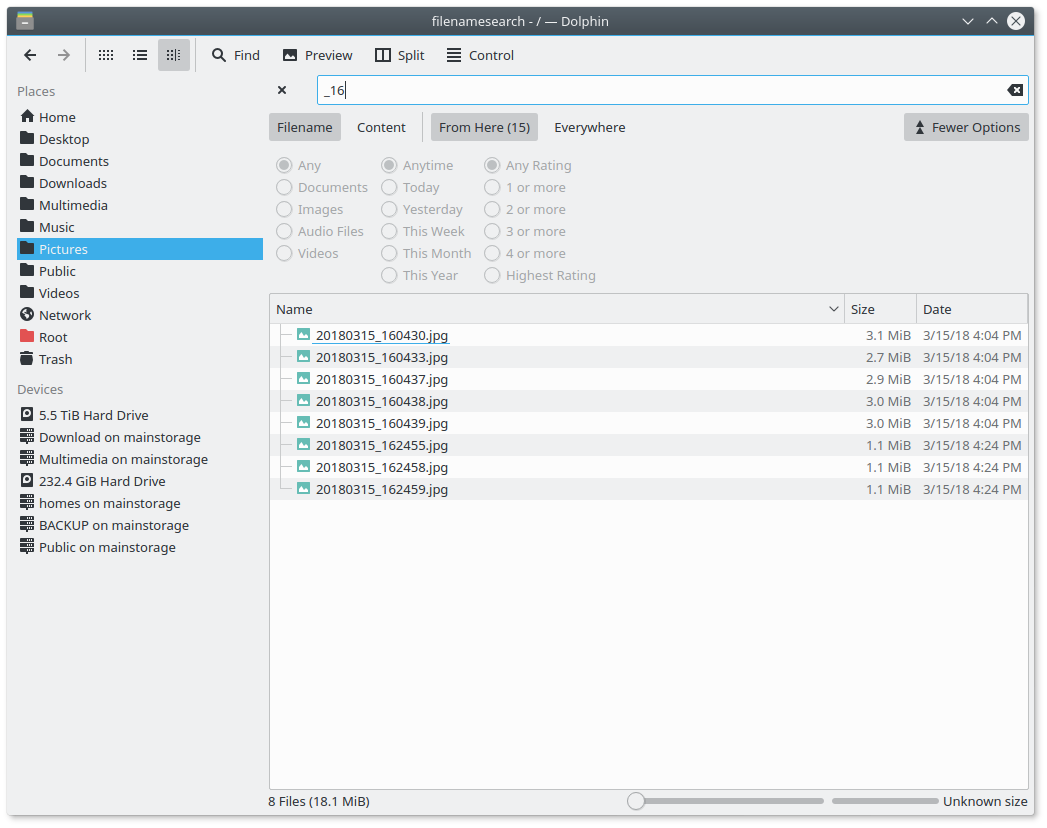 filenamesearch - / — Dolphin
Find Preview Split Control
Places
Home
Desktop
Documents
Downloads
Multimedia
Music
Pictures
Public
Videos
Network
Root
Trash
Devices
5.5 TiB Hard Drive
Download on mainstorage
Multimedia on mainstorage
232.4 GiB Hard Drive
homes on mainstorage
BACKUP on mainstorage
Public on mainstorage
_16
Filename Content From Here (15) Everywhere Fewer Options
Any Anytime Any Rating
Documents Today 1 or more
Images Yesterday 2 or more
Audio Files This Week 3 or more
Videos This Month 4 or more
This Year Highest Rating
Name Size Date
20180315_160430.jpg 3.1 MiB 3/15/18 4:04 PM
20180315_160433.jpg 2.7 MiB 3/15/18 4:04 PM
20180315_160437.jpg 2.9 MiB 3/15/18 4:04 PM
20180315_160438.jpg 3.0 MiB 3/15/18 4:04 PM
20180315_160439.jpg 3.0 MiB 3/15/18 4:04 PM
20180315_162455.jpg 1.1 MiB 3/15/18 4:24 PM
20180315_162458.jpg 1.1 MiB 3/15/18 4:24 PM
20180315_162459.jpg 1.1 MiB 3/15/18 4:24 PM
8 Files (18.1 MiB) Unknown size